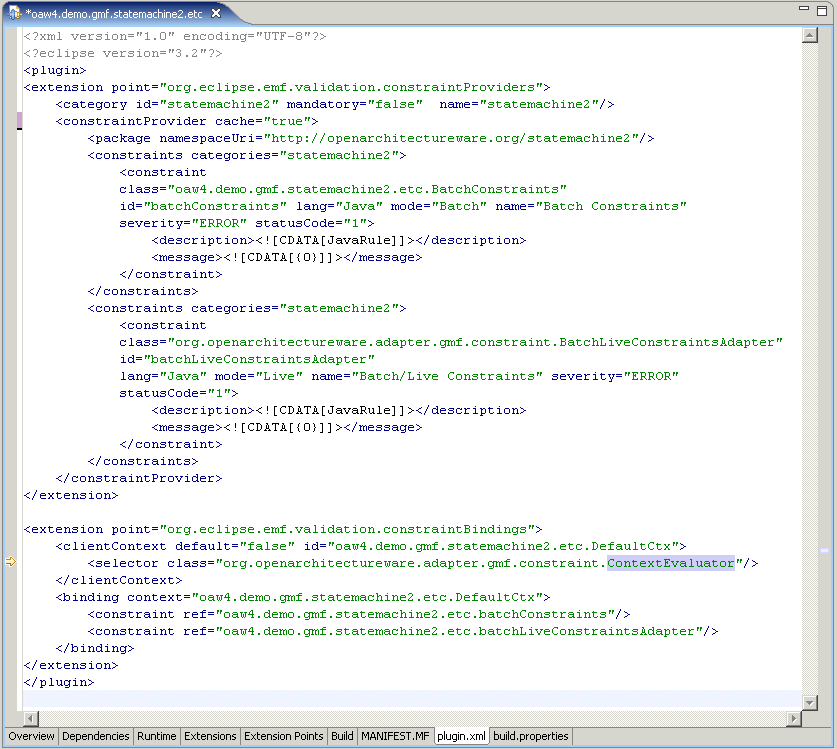 *oaw4.demo.gmf.statemachine2.etc
<?xml version="1.0" encoding="UTF-8"?>
<?eclipse version="3.2"?>
<plugin>
<extension point="org.eclipse.emf.validation.constraintProviders">
    <category id="statemachine2" mandatory="false"  name="statemachine2"/>
    <constraintProvider cache="true">
        <package namespaceUri="http://openarchitectureware.org/statemachine2"/>
        <constraints categories="statemachine2">
            <constraint
            class="oaw4.demo.gmf.statemachine2.etc.BatchConstraints"
            id="batchConstraints" lang="Java" mode="Batch" name="Batch Constraints"
            severity="ERROR" statusCode="1">
                <description><![CDATA[JavaRule]]></description>
                <message><![CDATA[{0}]]></message>
            </constraint>
        </constraints>
        <constraints categories="statemachine2">
            <constraint
            class="org.openarchitectureware.adapter.gmf.constraint.BatchLiveConstraintsAdapter"
            id="batchLiveConstraintsAdapter"
            lang="Java" mode="Live" name="Batch/Live Constraints" severity="ERROR"
            statusCode="1">
                <description><![CDATA[JavaRule]]></description>
                <message><![CDATA[{0}]]></message>
            </constraint>
        </constraints>
    </constraintProvider>
</extension>
<extension point="org.eclipse.emf.validation.constraintBindings">
    <clientContext default="false" id="oaw4.demo.gmf.statemachine2.etc.DefaultCtx">
        <selector class="org.openarchitectureware.adapter.gmf.constraint.ContextEvaluator"/>
    </clientContext>
    <binding context="oaw4.demo.gmf.statemachine2.etc.DefaultCtx">
        <constraint ref="oaw4.demo.gmf.statemachine2.etc.batchConstraints"/>
        <constraint ref="oaw4.demo.gmf.statemachine2.etc.batchLiveConstraintsAdapter"/>
    </binding>
</extension>
</plugin>
Overview Dependencies Runtime Extensions Extension Points Build MANIFEST.MF plugin.xml build.properties